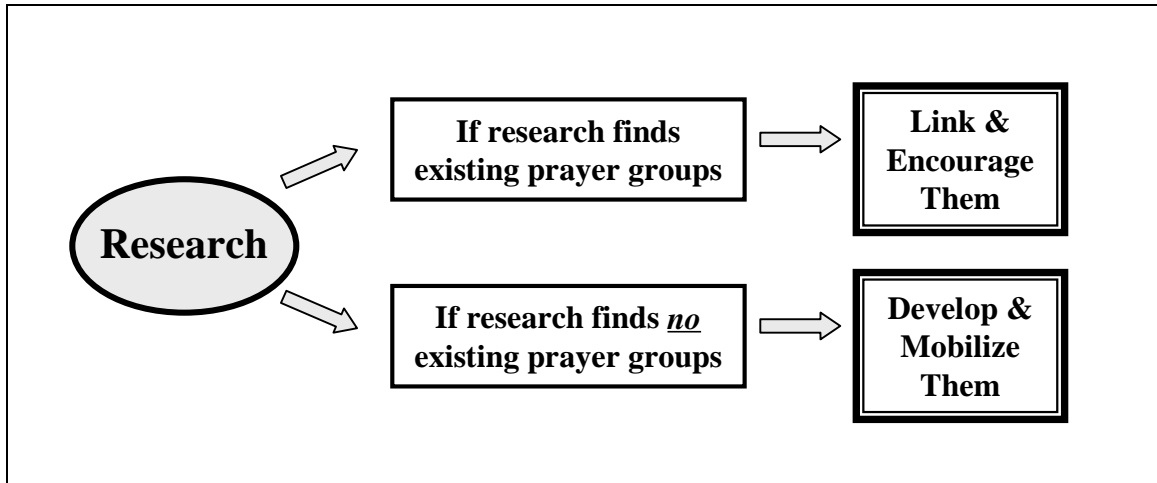 Research
If research finds
existing prayer groups
Link &
Encourage
Them
If research finds no
existing prayer groups
Develop &
Mobilize
Them